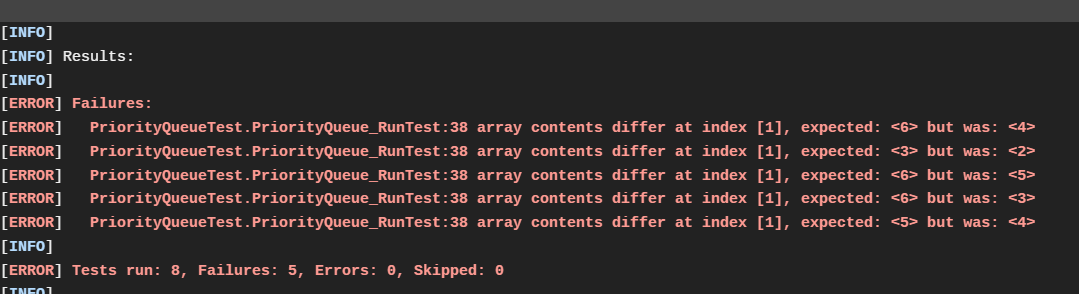 [INFO]
[INFO] Results:
[INFO]
[ERROR] Failures:
[ERROR]   PriorityQueueTest.PriorityQueue_RunTest:38 array contents differ at index [1], expected: <6> but was: <4>
[ERROR]   PriorityQueueTest.PriorityQueue_RunTest:38 array contents differ at index [1], expected: <3> but was: <2>
[ERROR]   PriorityQueueTest.PriorityQueue_RunTest:38 array contents differ at index [1], expected: <6> but was: <5>
[ERROR]   PriorityQueueTest.PriorityQueue_RunTest:38 array contents differ at index [1], expected: <6> but was: <3>
[ERROR]   PriorityQueueTest.PriorityQueue_RunTest:38 array contents differ at index [1], expected: <5> but was: <4>
[INFO]
[ERROR] Tests run: 8, Failures: 5, Errors: 0, Skipped: 0
[INFO]